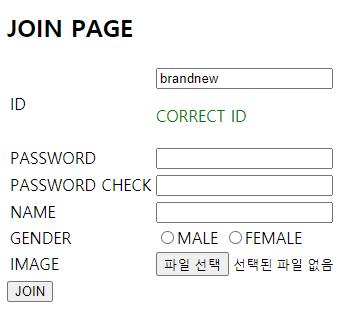 JOIN PAGE
brandnew
ID
CORRECT ID
PASSWORD
PASSWORD CHECK
NAME
GENDER MALE FEMALE
IMAGE 파일 선택 선택된 파일 없음
JOIN